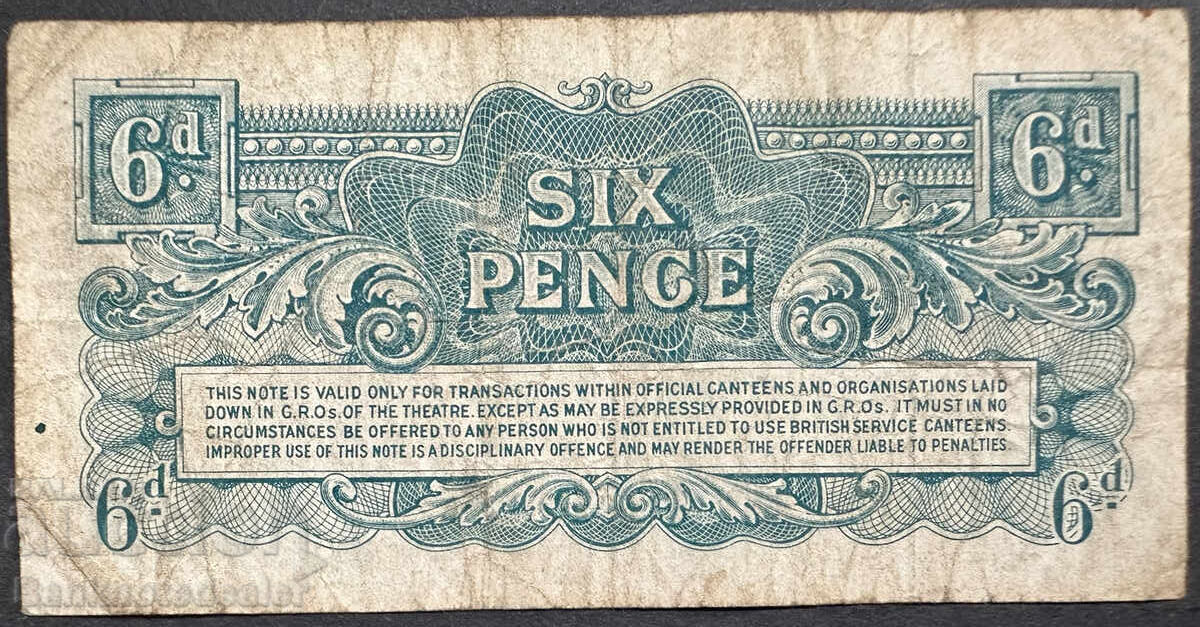 6d.
6d.
SIX
PENCE
THIS NOTE IS VALID ONLY FOR TRANSACTIONS WITHIN OFFICIAL CANTEENS AND ORGANISATIONS LAID
DOWN IN G.R.Os. OF THE THEATRE. EXCEPT AS MAY BE EXPRESSLY PROVIDED IN G.R.Os. IT MUST IN NO
CIRCUMSTANCES BE OFFERED TO ANY PERSON WHO IS NOT ENTITLED TO USE BRITISH SERVICE CANTEENS.
IMPROPER USE OF THIS NOTE IS A DISCIPLINARY OFFENCE AND MAY RENDER THE OFFENDER LIABLE TO PENALTIES.
6d
6d